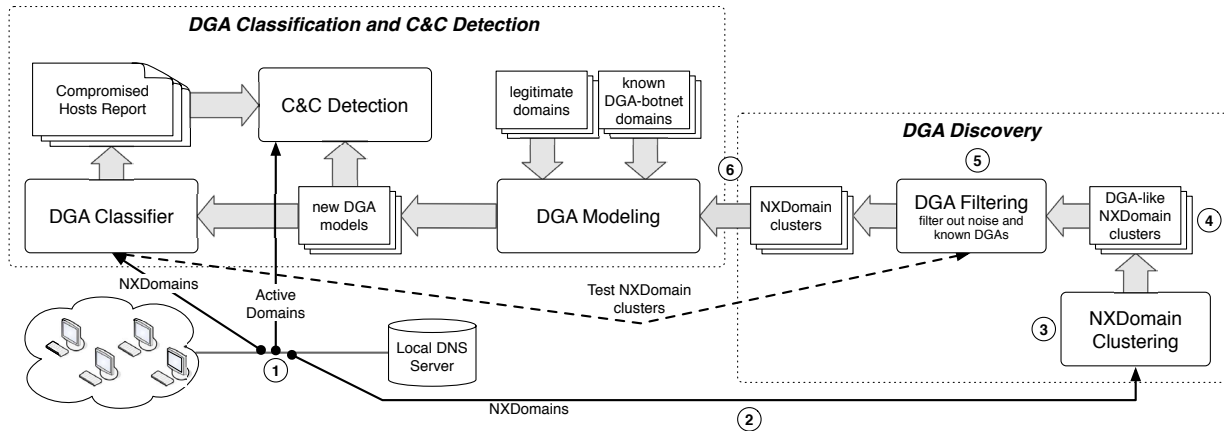 DGA Classification and C&C Detection
Compromised
Hosts Report
C&C Detection
legitimate
domains
known
DGA-botnet
domains
DGA Classifier
new DGA
models
DGA Modeling
6
DGA Discovery
5
NXDomain
clusters
DGA Filtering
filter out noise and
known DGAs
DGA-like
NXDomain
clusters
4
NXDomains
Active
Domains
Test NXDomain
clusters
3
NXDomain
Clustering
1
Local DNS
Server
NXDomains
2